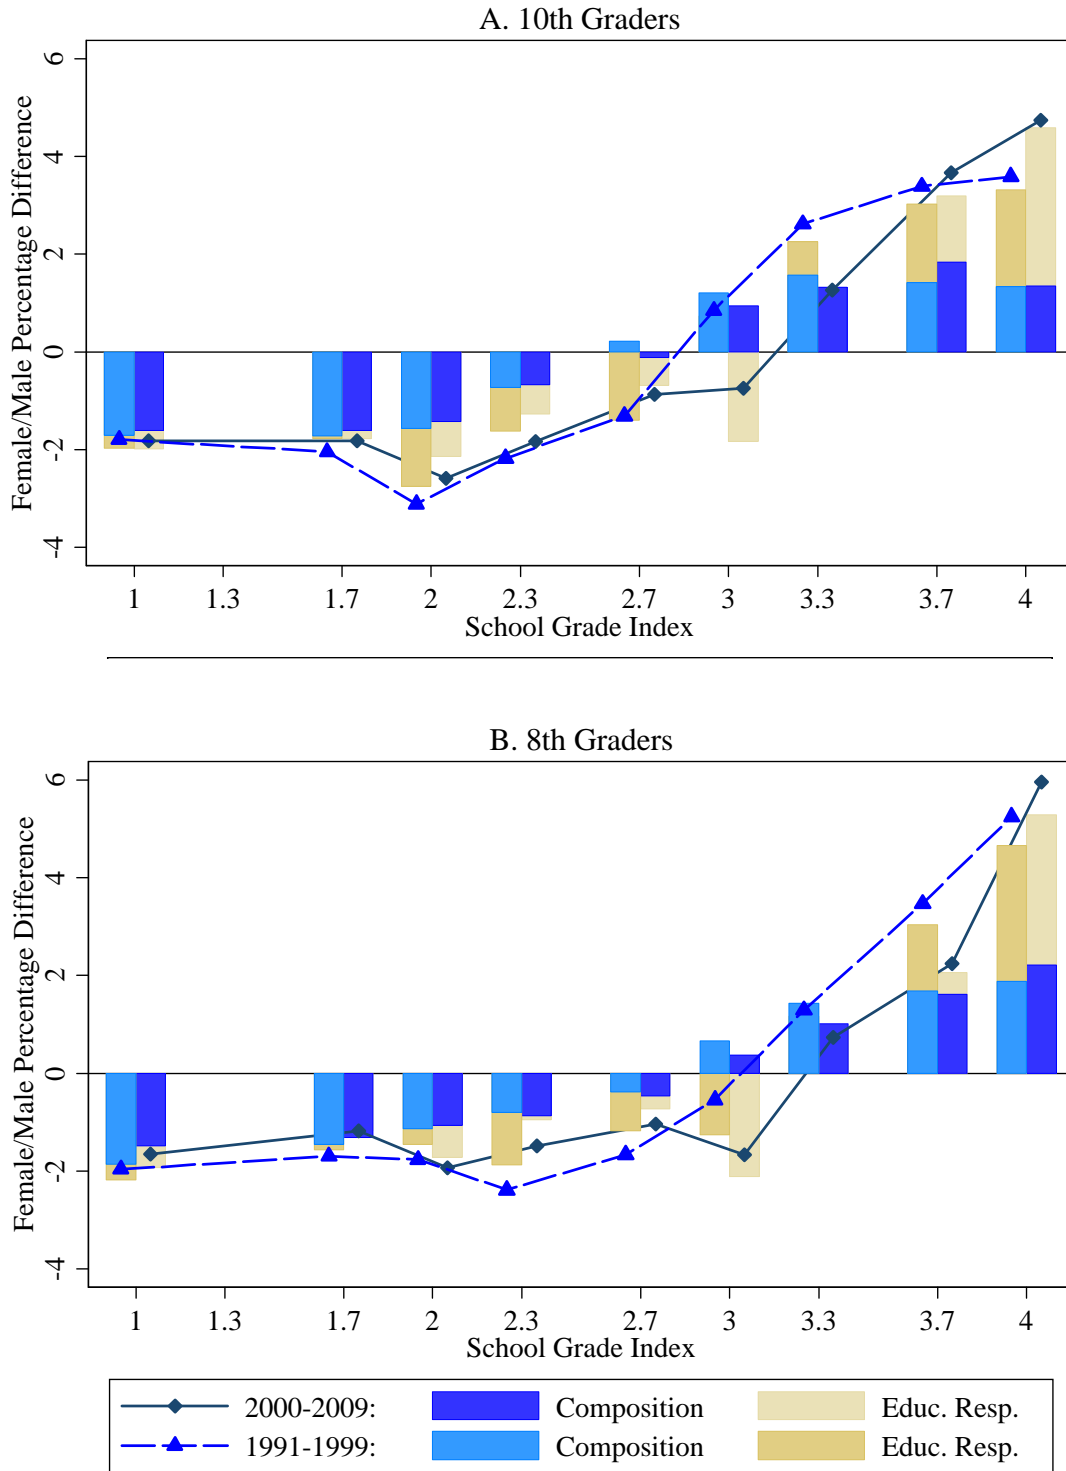 A. 10th Graders
Female/Male Percentage Difference
6
4
2
0
-2
-4
1 1.3 1.7 2 2.3 2.7 3 3.3 3.7 4
School Grade Index
B. 8th Graders
Female/Male Percentage Difference
6
4
2
0
-2
-4
1 1.3 1.7 2 2.3 2.7 3 3.3 3.7 4
School Grade Index
2000-2009: Composition Educ. Resp.
1991-1999: Composition Educ. Resp.